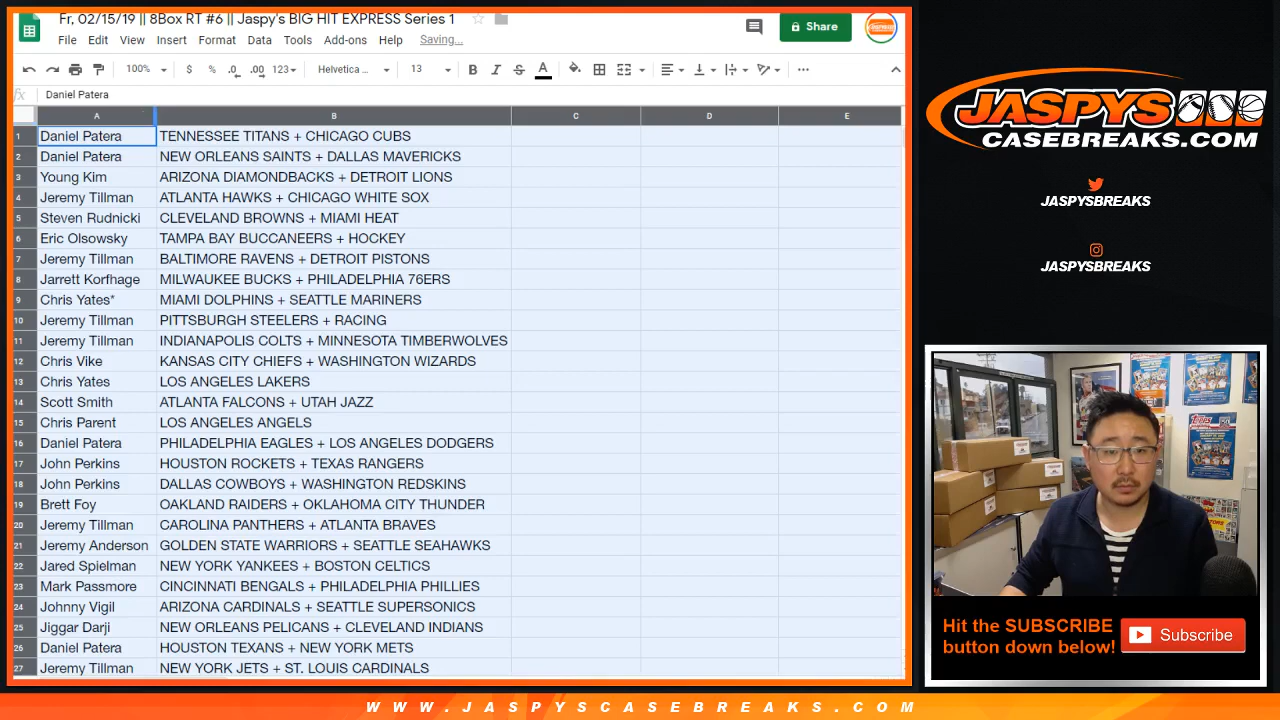 Fr, 02/15/19 || 8Box RT #6 || Jaspy's BIG HIT EXPRESS Series 1
Share
File Edit View Insert Format Data Tools Add-ons Help Saving...
100% $ % .0 .00 123 Helvetica ... 13 B I S A
fx Daniel Patera
A B C D E
1 Daniel Patera TENNESSEE TITANS + CHICAGO CUBS
2 Daniel Patera NEW ORLEANS SAINTS + DALLAS MAVERICKS
3 Young Kim ARIZONA DIAMONDBACKS + DETROIT LIONS
4 Jeremy Tillman ATLANTA HAWKS + CHICAGO WHITE SOX
5 Steven Rudnicki CLEVELAND BROWNS + MIAMI HEAT
6 Eric Olsowsky TAMPA BAY BUCCANEERS + HOCKEY
7 Jeremy Tillman BALTIMORE RAVENS + DETROIT PISTONS
8 Jarrett Korfhage MILWAUKEE BUCKS + PHILADELPHIA 76ERS
9 Chris Yates* MIAMI DOLPHINS + SEATTLE MARINERS
10 Jeremy Tillman PITTSBURGH STEELERS + RACING
11 Jeremy Tillman INDIANAPOLIS COLTS + MINNESOTA TIMBERWOLVES
12 Chris Vike KANSAS CITY CHIEFS + WASHINGTON WIZARDS
13 Chris Yates LOS ANGELES LAKERS
14 Scott Smith ATLANTA FALCONS + UTAH JAZZ
15 Chris Parent LOS ANGELES ANGELS
16 Daniel Patera PHILADELPHIA EAGLES + LOS ANGELES DODGERS
17 John Perkins HOUSTON ROCKETS + TEXAS RANGERS
18 John Perkins DALLAS COWBOYS + WASHINGTON REDSKINS
19 Brett Foy OAKLAND RAIDERS + OKLAHOMA CITY THUNDER
20 Jeremy Tillman CAROLINA PANTHERS + ATLANTA BRAVES
21 Jeremy Anderson GOLDEN STATE WARRIORS + SEATTLE SEAHAWKS
22 Jared Spielman NEW YORK YANKEES + BOSTON CELTICS
23 Mark Passmore CINCINNATI BENGALS + PHILADELPHIA PHILLIES
24 Johnny Vigil ARIZONA CARDINALS + SEATTLE SUPERSONICS
25 Jiggar Darji NEW ORLEANS PELICANS + CLEVELAND INDIANS
26 Daniel Patera HOUSTON TEXANS + NEW YORK METS
27 Jeremy Tillman NEW YORK JETS + ST. LOUIS CARDINALS
JASPYS
CASEBREAKS.COM
JASPYSBREAKS
JASPYSBREAKS
topps
Hit the SUBSCRIBE
button down below!
Subscribe
WWW.JASPYSCASEBREAKS.COM